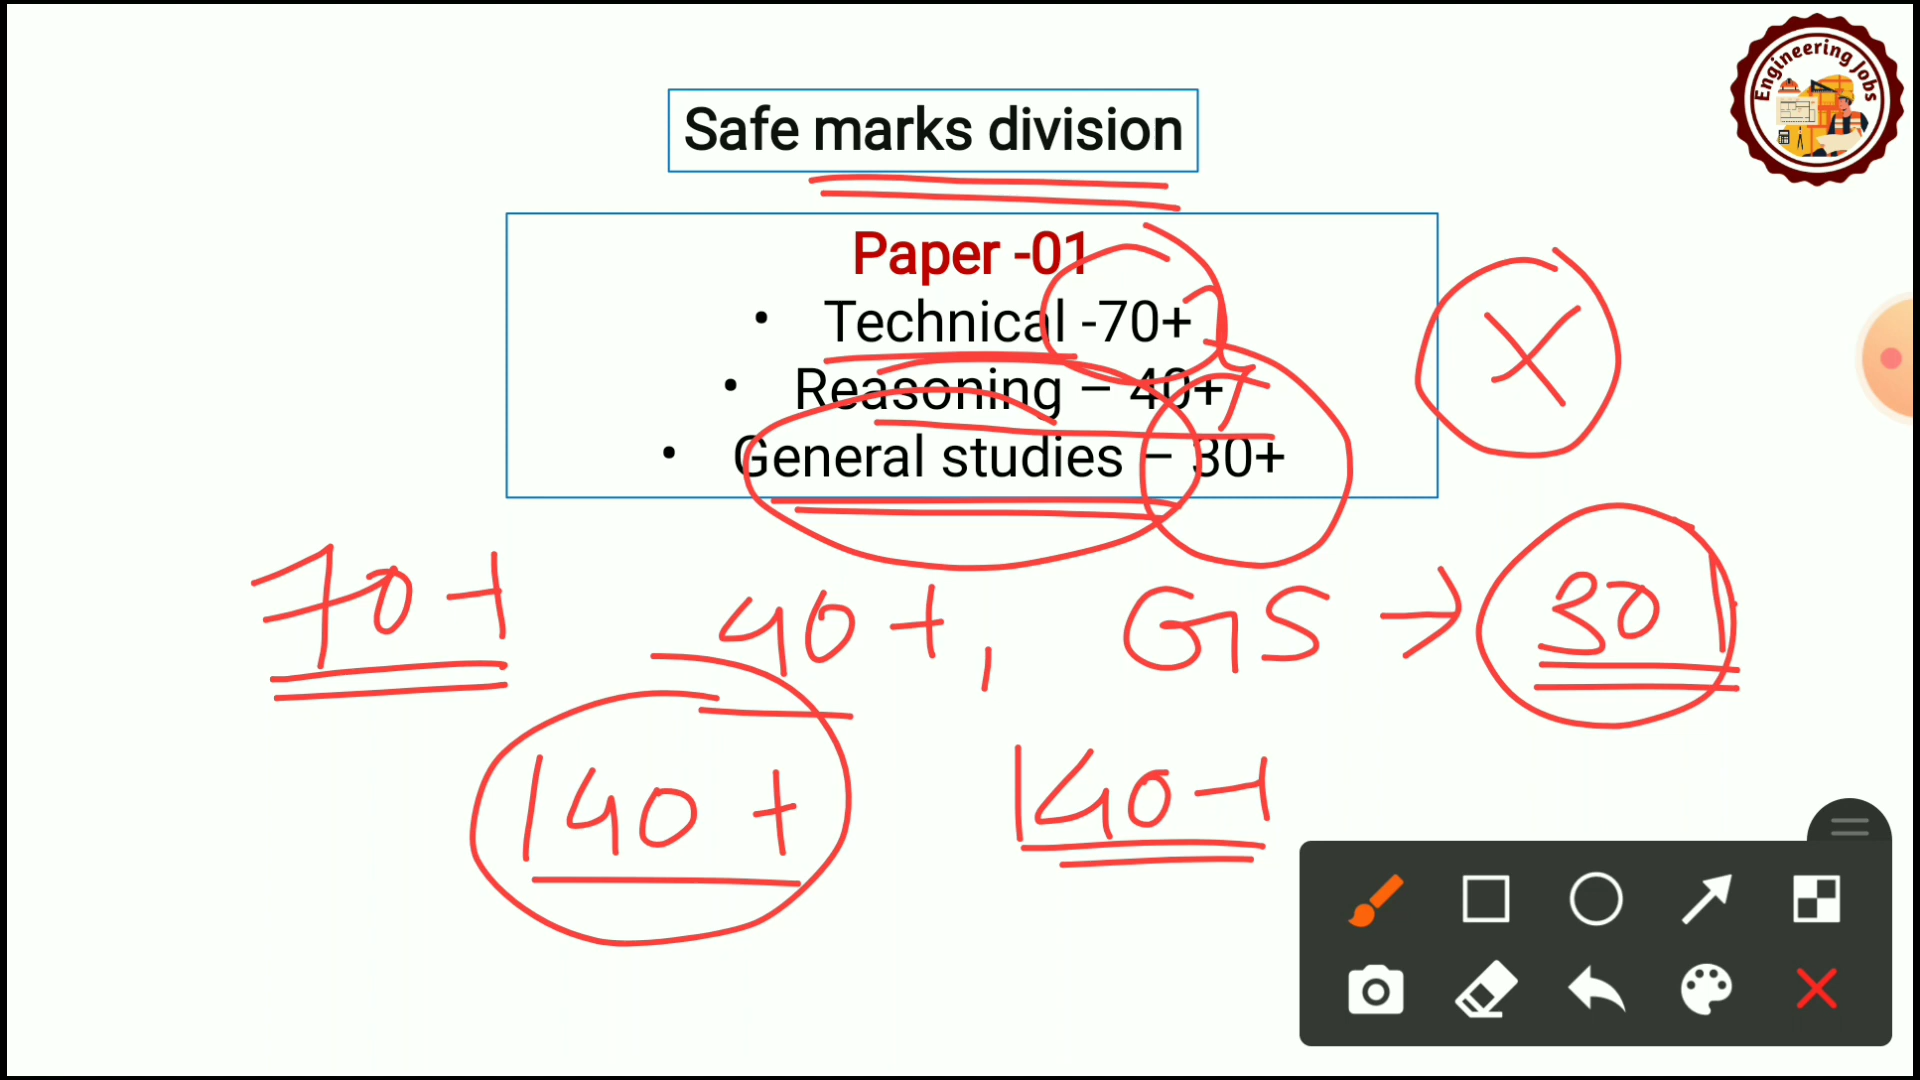 Engineering Jobs
Safe marks division
Paper -01
• Technical -70+
• Reasoning – 40+
• General studies – 30+
70+ 40+, GS → 30
140+ 140+